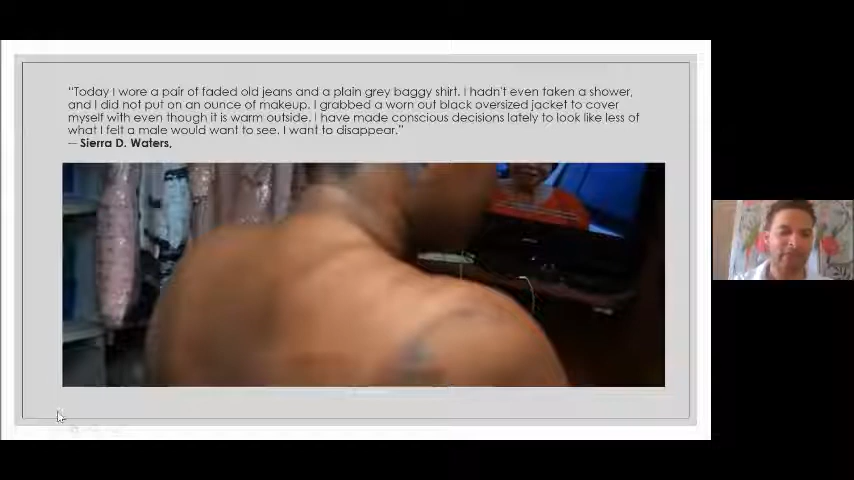 “Today I wore a pair of faded old jeans and a plain grey baggy shirt. I hadn't even taken a shower,
and I did not put on an ounce of makeup. I grabbed a worn out black oversized jacket to cover
myself with even though it is warm outside. I have made conscious decisions lately to look like less of
what I felt a male would want to see. I want to disappear.”
― Sierra D. Waters,